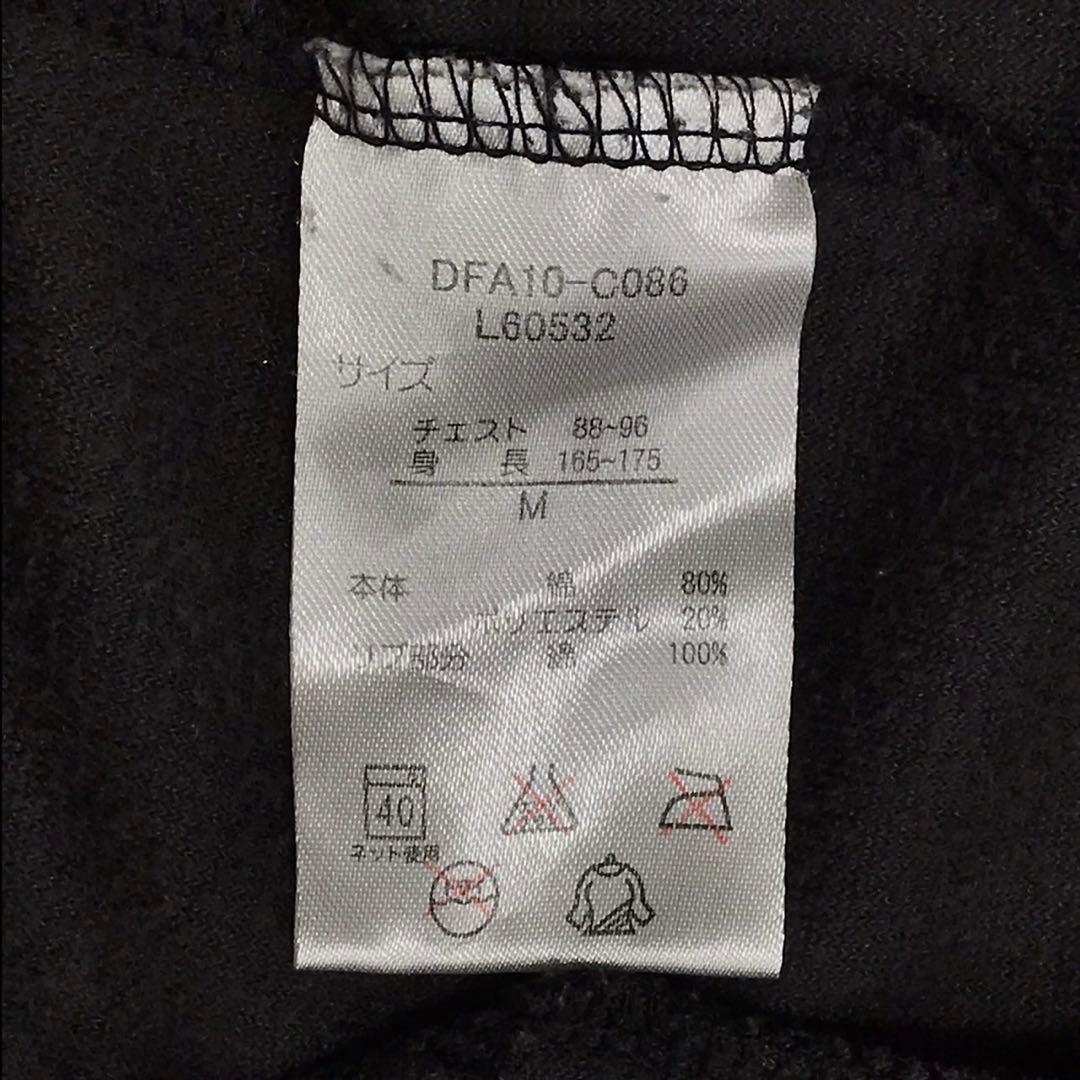 DFA10-C086
L60532
サイズ
チェスト 88~96
身 長 165~175
M
本体 綿 80%
ポリエステル 20%
リブ部分 綿 100%
40
ネット使用